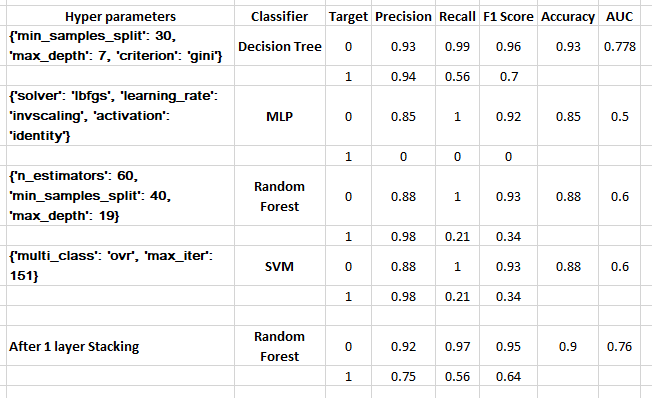 Hyper parameters Classifier Target Precision Recall F1 Score Accuracy AUC
{'min_samples_split': 30,
'max_depth': 7, 'criterion': 'gini'} Decision Tree 0 0.93 0.99 0.96 0.93 0.778
1 0.94 0.56 0.7
{'solver': 'lbfgs', 'learning_rate':
'invscaling', 'activation': MLP 0 0.85 1 0.92 0.85 0.5
'identity'}
1 0 0 0
{'n_estimators': 60,
'min_samples_split': 40, Random Forest 0 0.88 1 0.93 0.88 0.6
'max_depth': 19}
1 0.98 0.21 0.34
{'multi_class': 'ovr', 'max_iter':
151} SVM 0 0.88 1 0.93 0.88 0.6
1 0.98 0.21 0.34
After 1 layer Stacking Random Forest 0 0.92 0.97 0.95 0.9 0.76
1 0.75 0.56 0.64